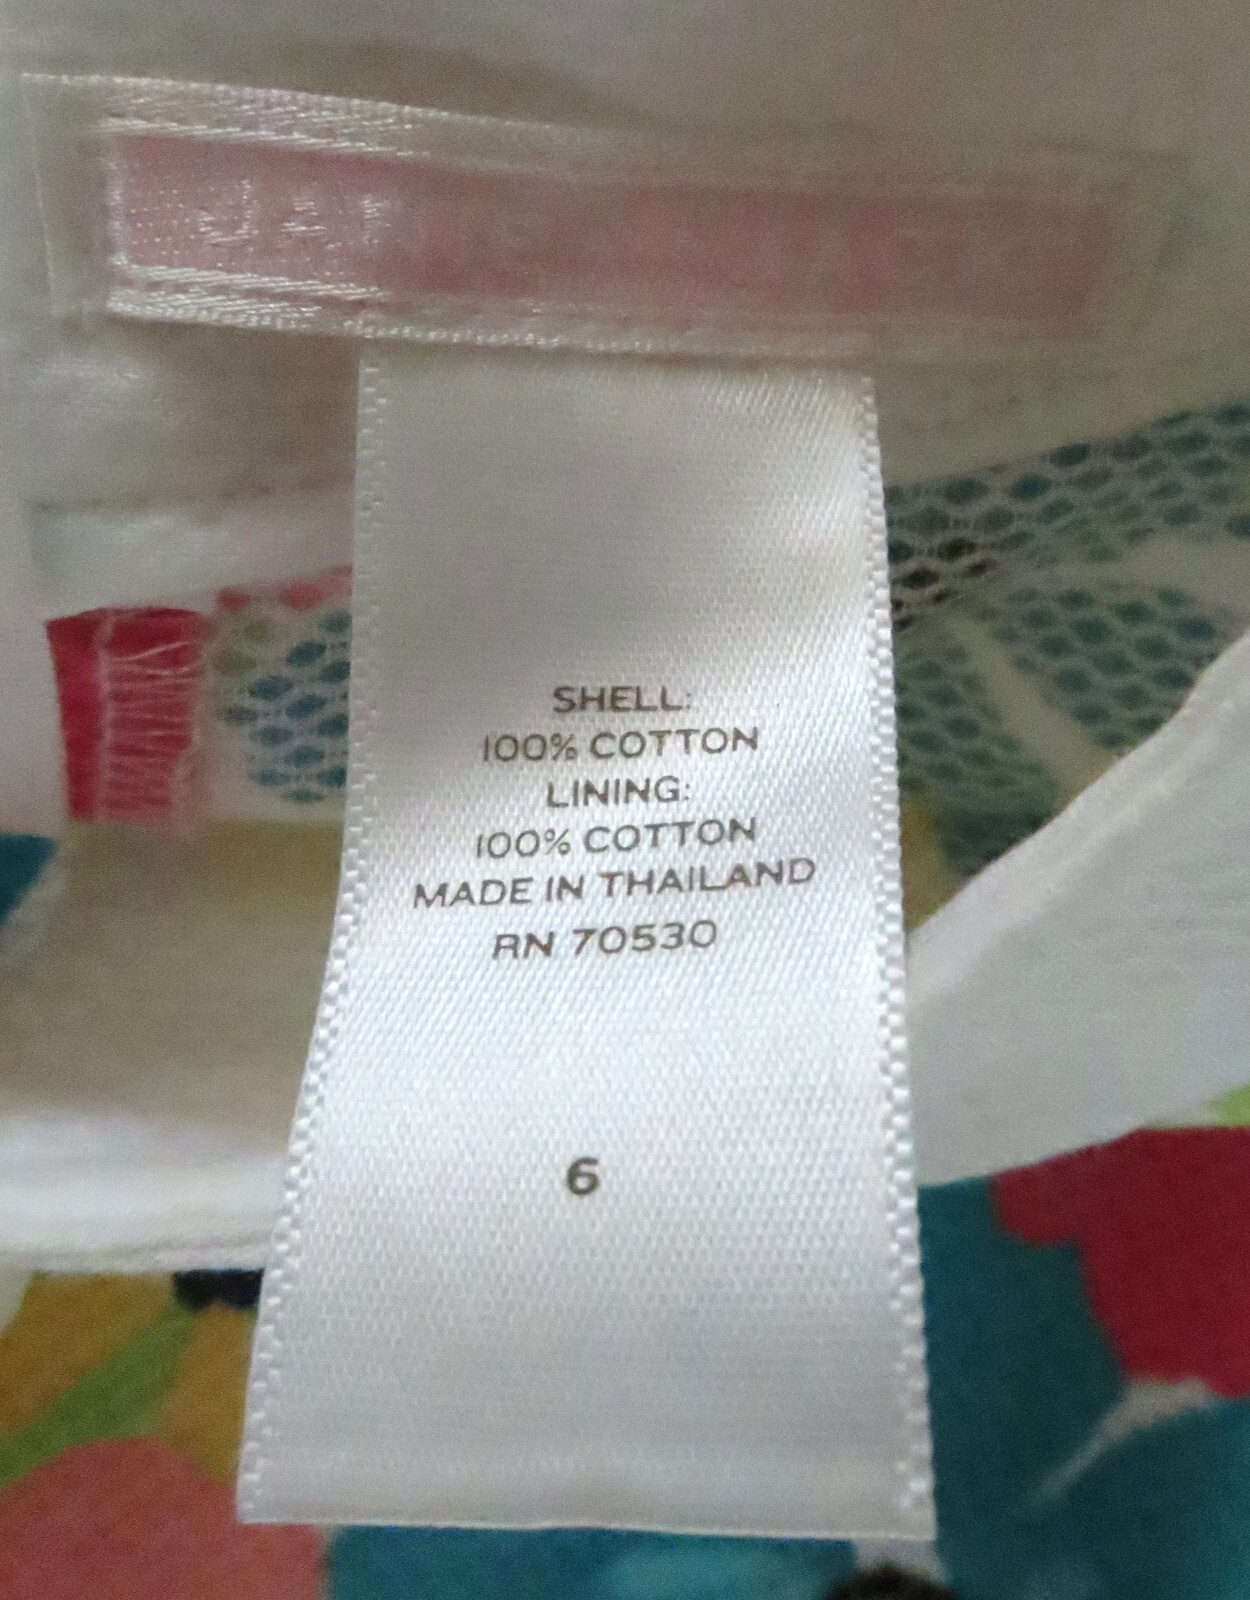 SHELL:
100% COTTON
LINING:
100% COTTON
MADE IN THAILAND
RN 70530
6